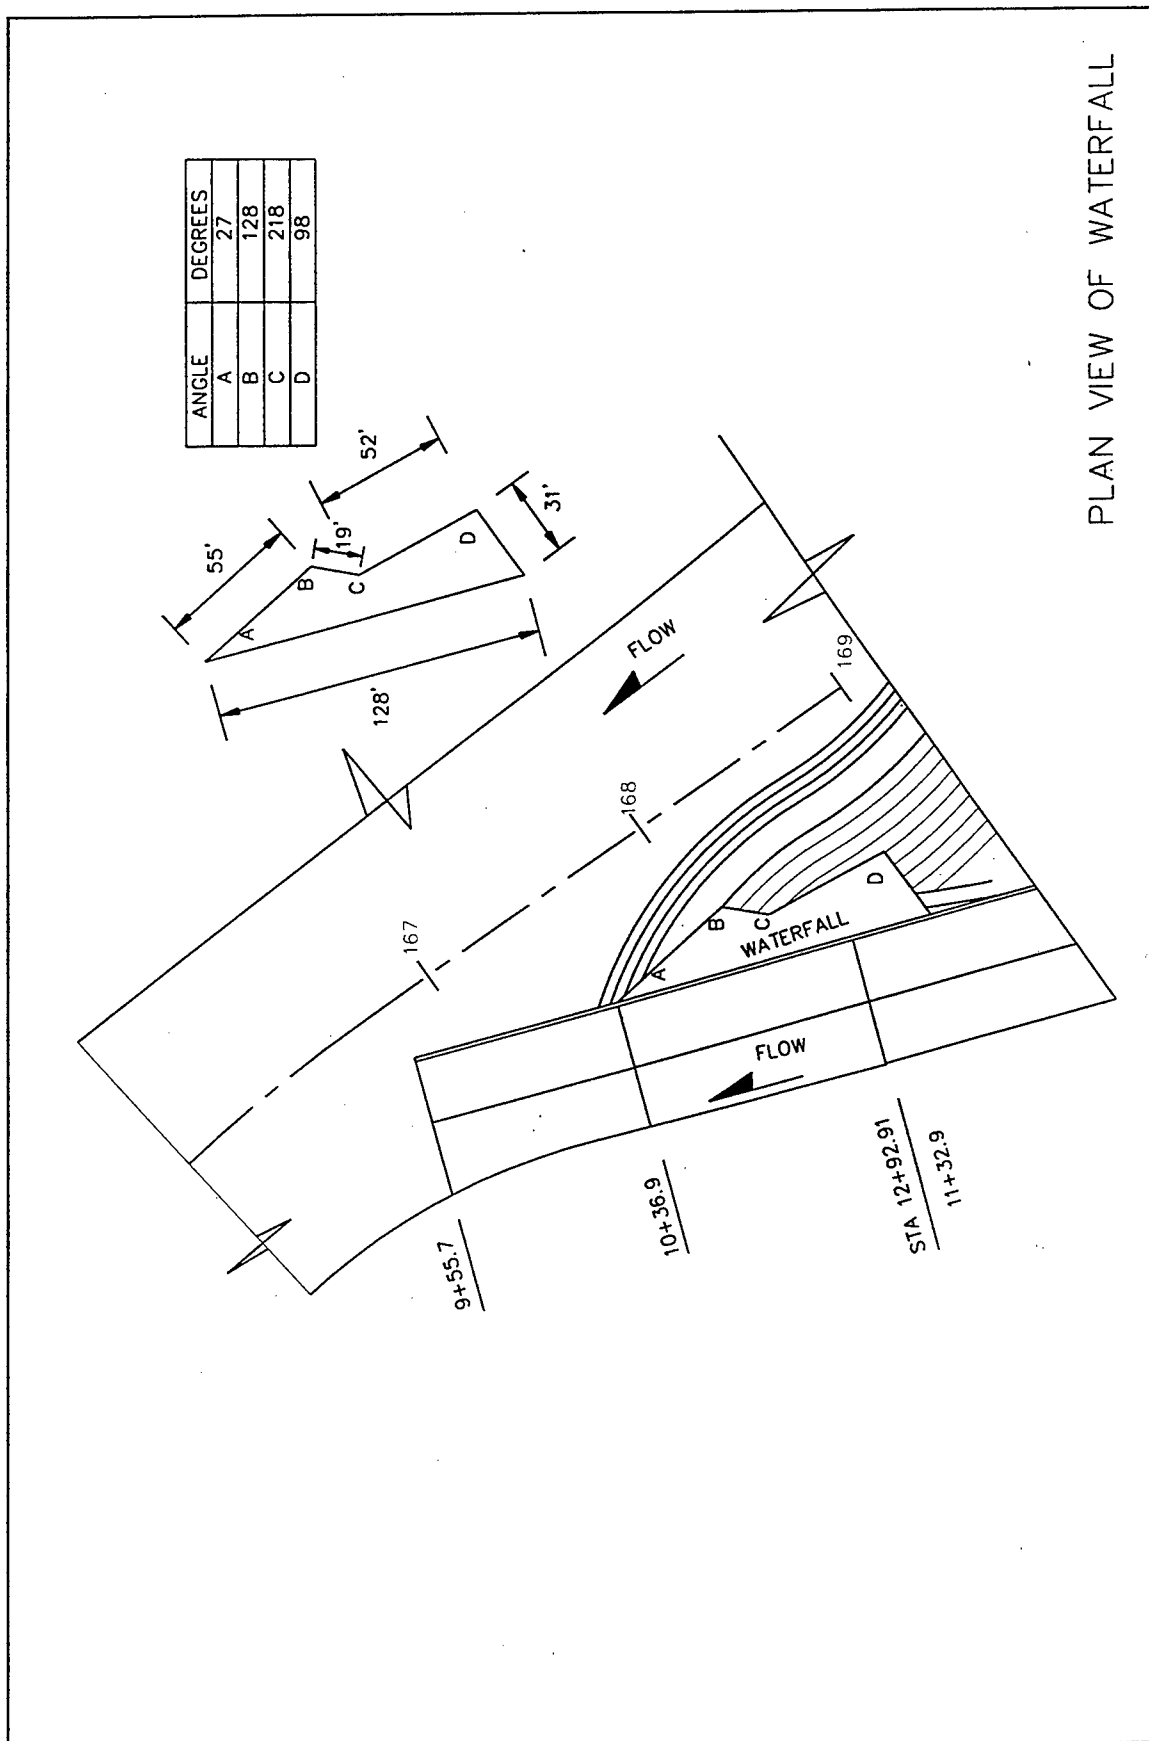 ANGLE DEGREES
A 27
B 128
C 218
D 98
55'
52'
19'
31'
128'
A
B
C
D
FLOW
167
168
169
A
B
C
D
WATERFALL
FLOW
9+55.7
10+36.9
STA 12+92.91
11+32.9
PLAN VIEW OF WATERFALL